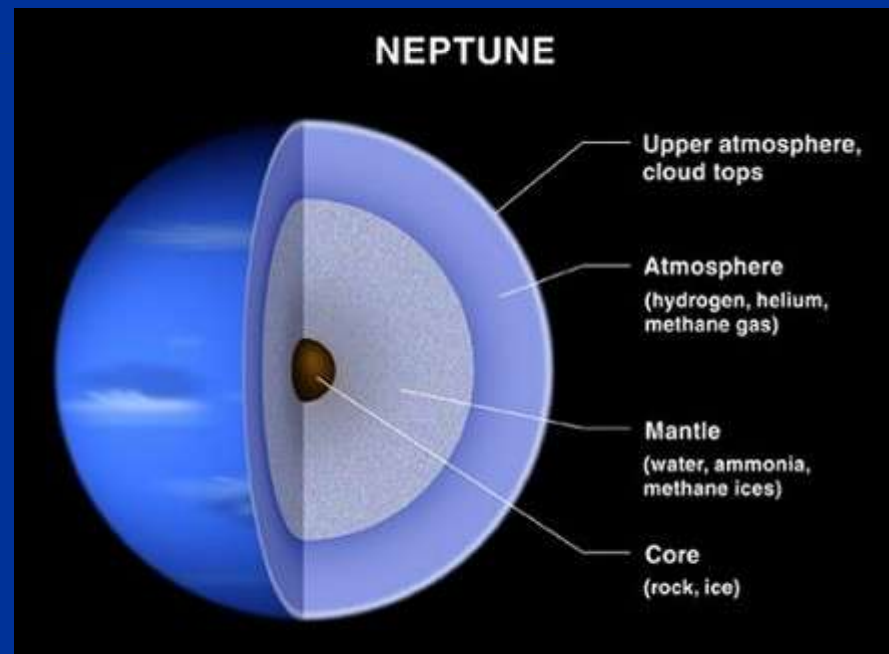 NEPTUNE
Upper atmosphere,
cloud tops
Atmosphere
(hydrogen, helium,
methane gas)
Mantle
(water, ammonia,
methane ices)
Core
(rock, ice)